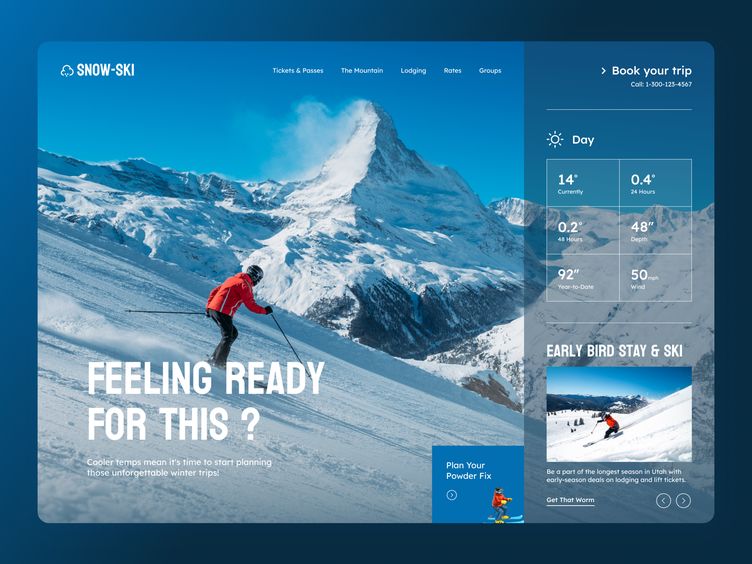 SNOW-SKI
Tickets & Passes
The Mountain
Lodging
Rates
Groups
FEELING READY
FOR THIS ?
Cooler temps mean it's time to start planning
those unforgettable winter trips!
Plan Your
Powder Fix
Book your trip
Call: 1-300-123-4567
Day
14°
Currently
0.4°
24 Hours
0.2°
48 Hours
48"
Depth
92"
Year-to-Date
50mph
Wind
EARLY BIRD STAY & SKI
Be a part of the longest season in Utah with
early-season deals on lodging and lift tickets.
Get That Worm